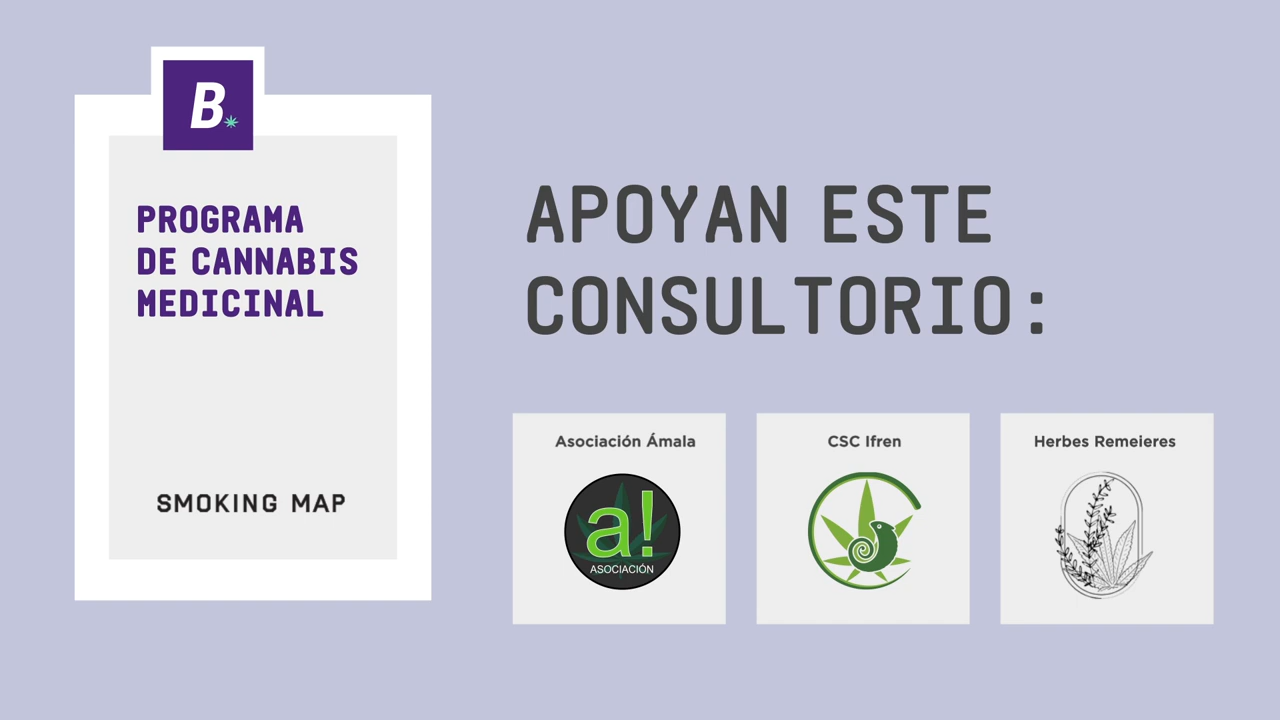 B.
PROGRAMA
DE CANNABIS
MEDICINAL
SMOKING MAP
APOYAN ESTE
CONSULTORIO:
Asociación Ámala
a!
ASOCIACIÓN
CSC Ifren
Herbes Remeieres